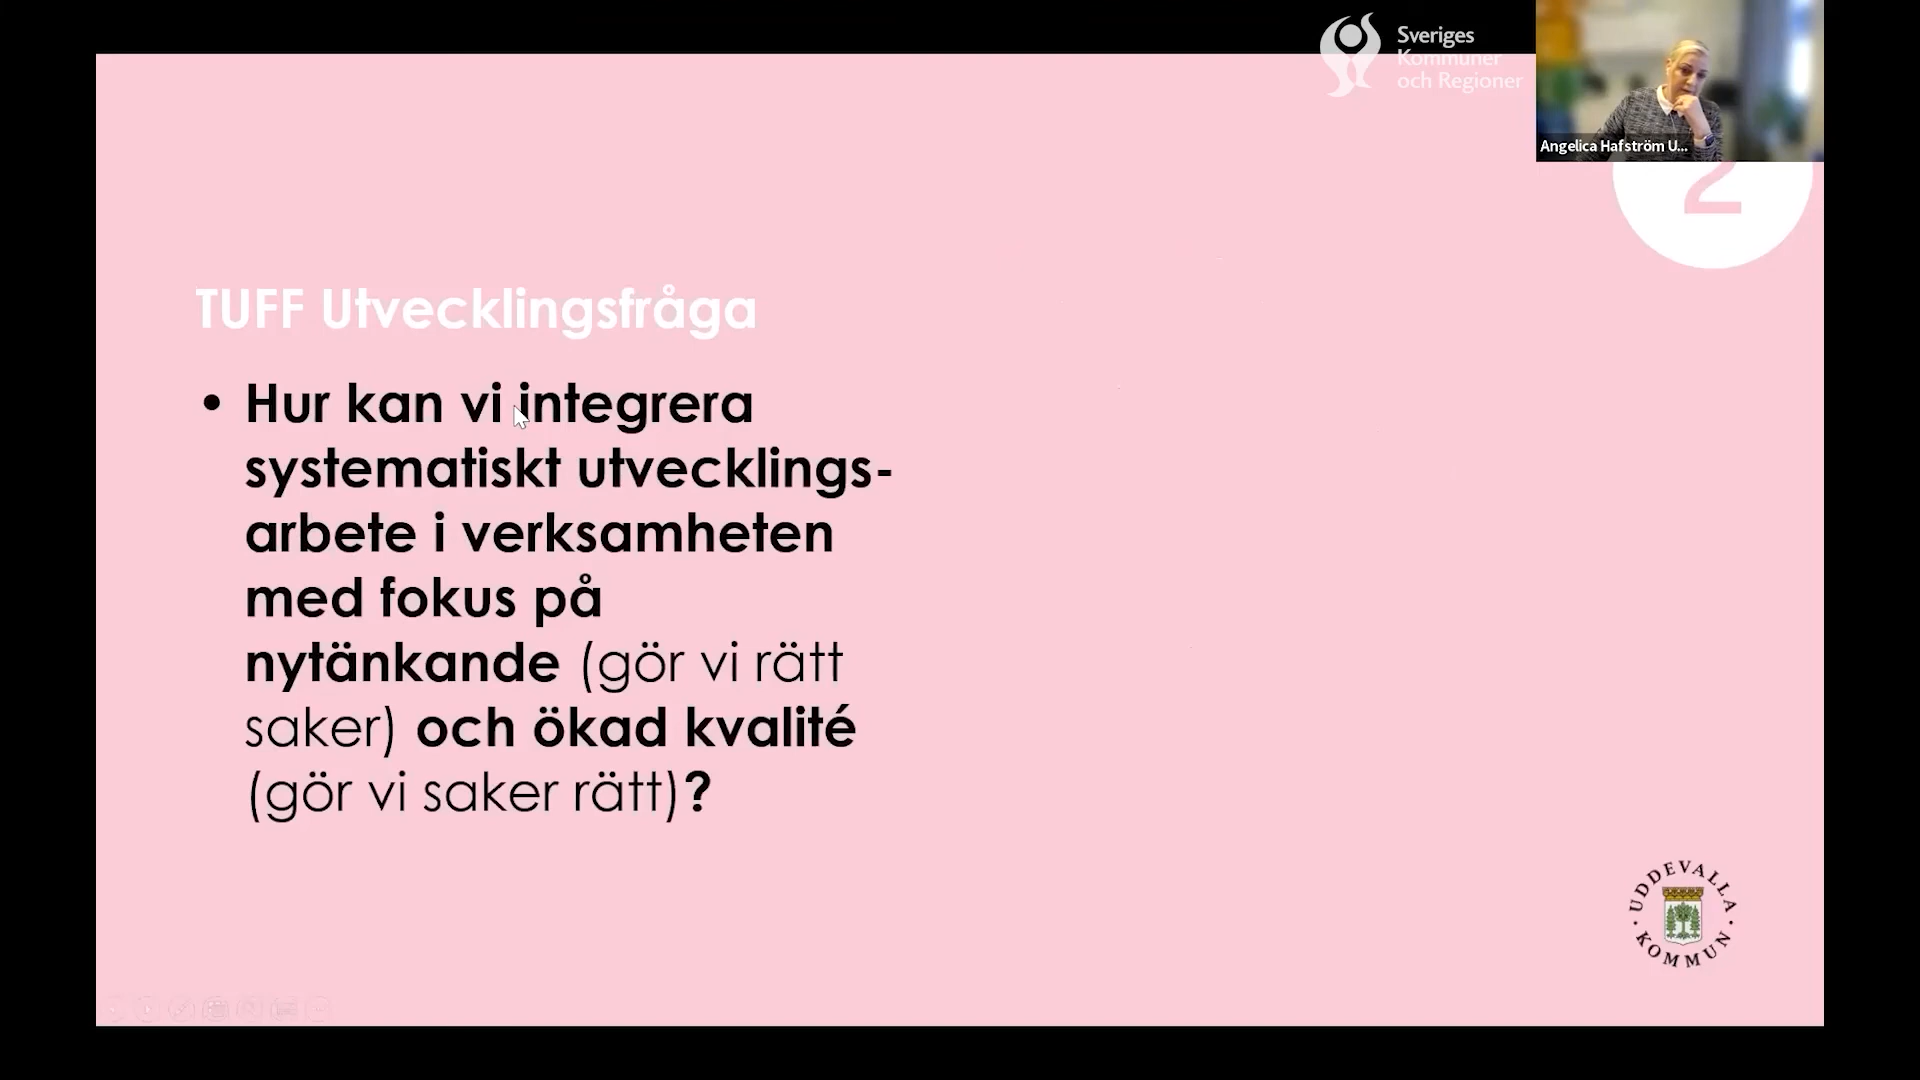 Sveriges
Kommuner
och Regioner
Angelica Hafström U...
2
TUFF Utvecklingsfråga
• Hur kan vi integrera
systematiskt utvecklings-
arbete i verksamheten
med fokus på
nytänkande (gör vi rätt
saker) och ökad kvalité
(gör vi saker rätt)?
UDDEVALLA
KOMMUN